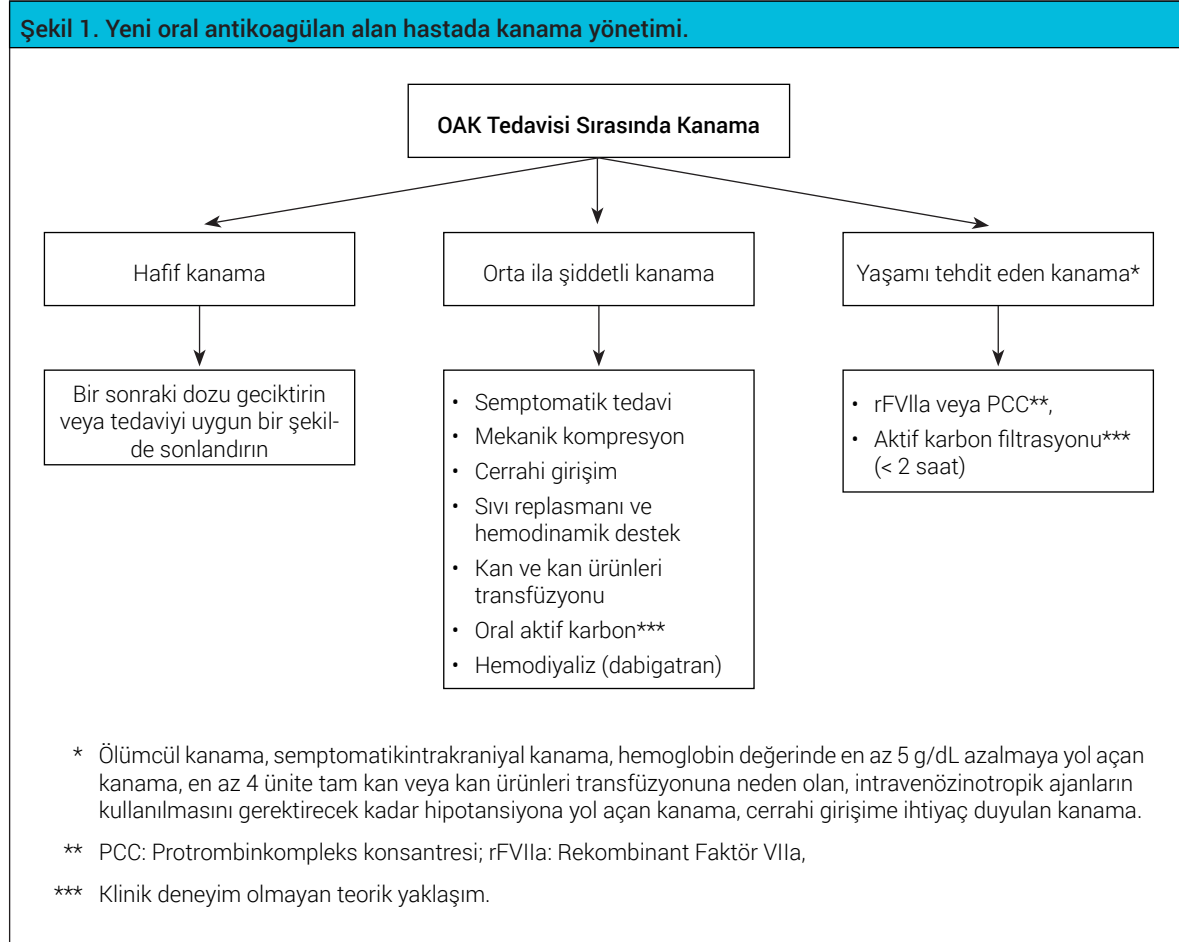 Şekil 1. Yeni oral antikoagülan alan hastada kanama yönetimi.
OAK Tedavisi Sırasında Kanama
Hafif kanama
Orta ila şiddetli kanama
Yaşamı tehdit eden kanama*
Bir sonraki dozu geciktirin
veya tedaviyi uygun bir şekil-
de sonlandırın
• Semptomatik tedavi
• Mekanik kompresyon
• Cerrahi girişim
• Sıvı replasmanı ve
hemodinamik destek
• Kan ve kan ürünleri
transfüzyonu
• Oral aktif karbon***
• Hemodiyaliz (dabigatran)
• rFVlla veya PCC**,
• Aktif karbon filtrasyonu***
(< 2 saat)
* Ölümcül kanama, semptomatikintrakraniyal kanama, hemoglobin değerinde en az 5 g/dL azalmaya yol açan
kanama, en az 4 ünite tam kan veya kan ürünleri transfüzyonuna neden olan, intravenözinotropik ajanların
kullanılmasını gerektirecek kadar hipotansiyona yol açan kanama, cerrahi girişime ihtiyaç duyulan kanama.
** PCC: Protrombinkompleks konsantresi; rFVIIa: Rekombinant Faktör VIIa,
*** Klinik deneyim olmayan teorik yaklaşım.